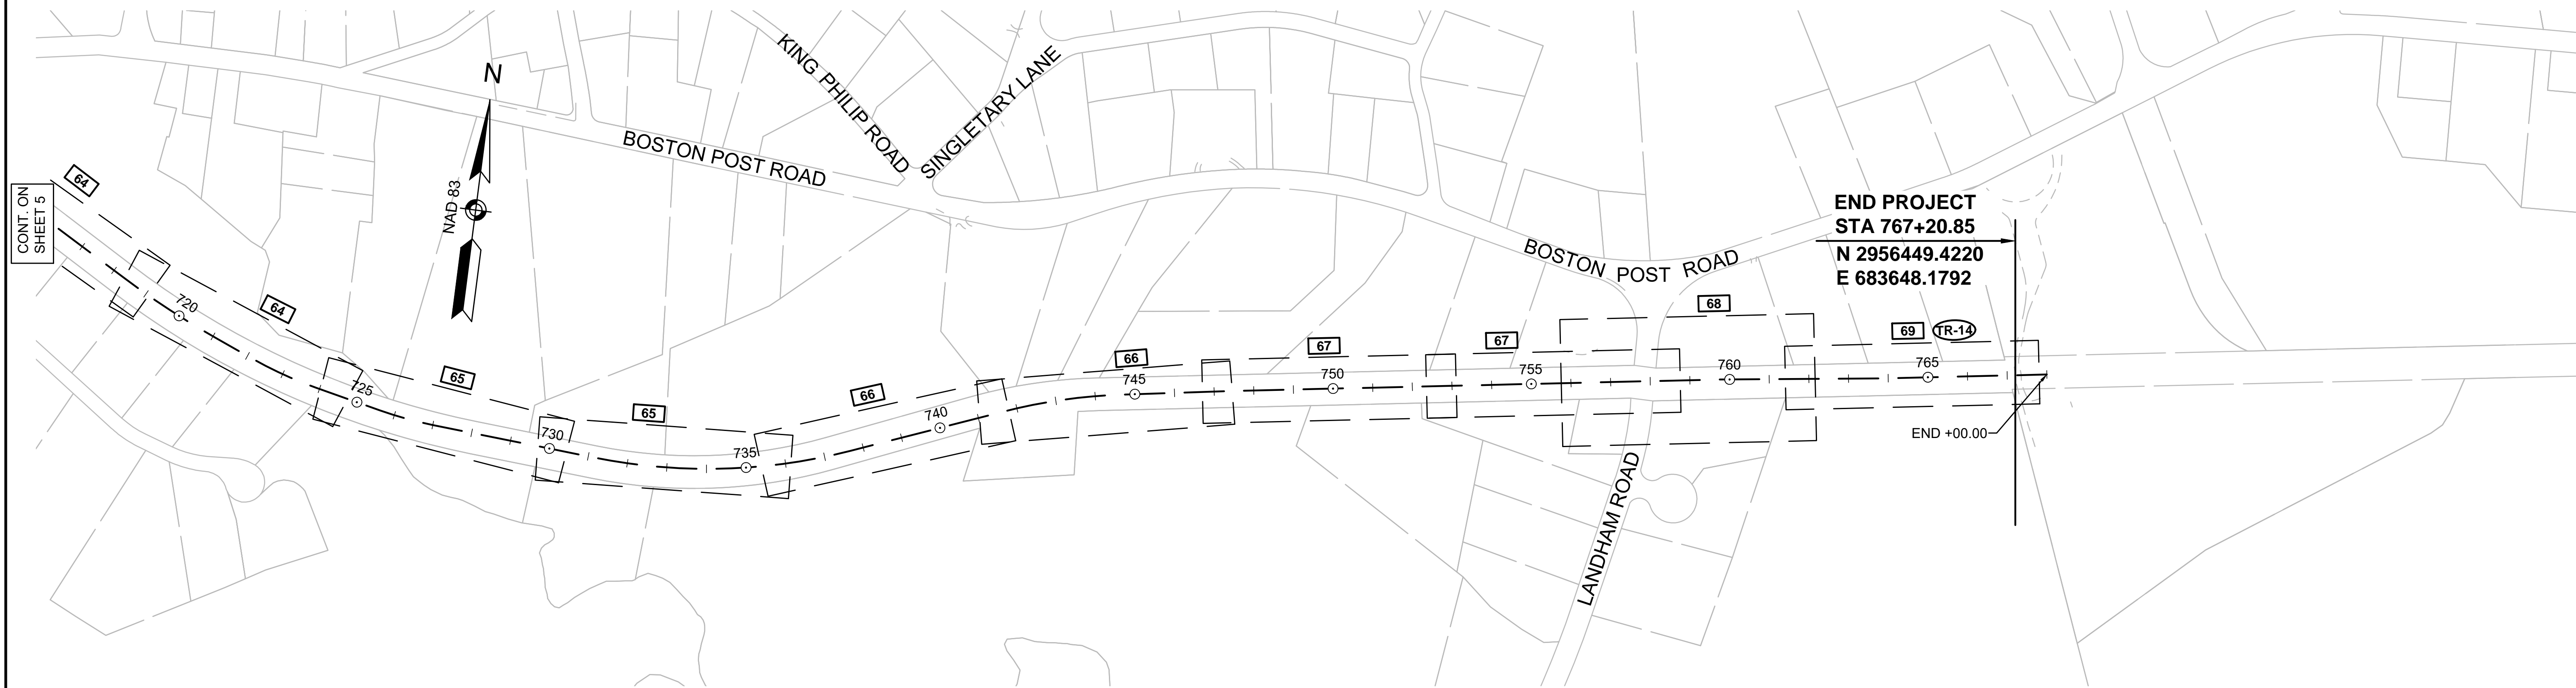 KING PHILIP ROAD
SINGLETARY LANE
N
BOSTON POST ROAD
NAD 83
64
CONT. ON
SHEET 5
END PROJECT
STA 767+20.85
N 2956449.4220
E 683648.1792
BOSTON POST ROAD
720
64
68
69
TR-14
67
67
66
725
65
745
750
755
760
765
66
65
740
730
735
END +00.00
LANDHAM ROAD